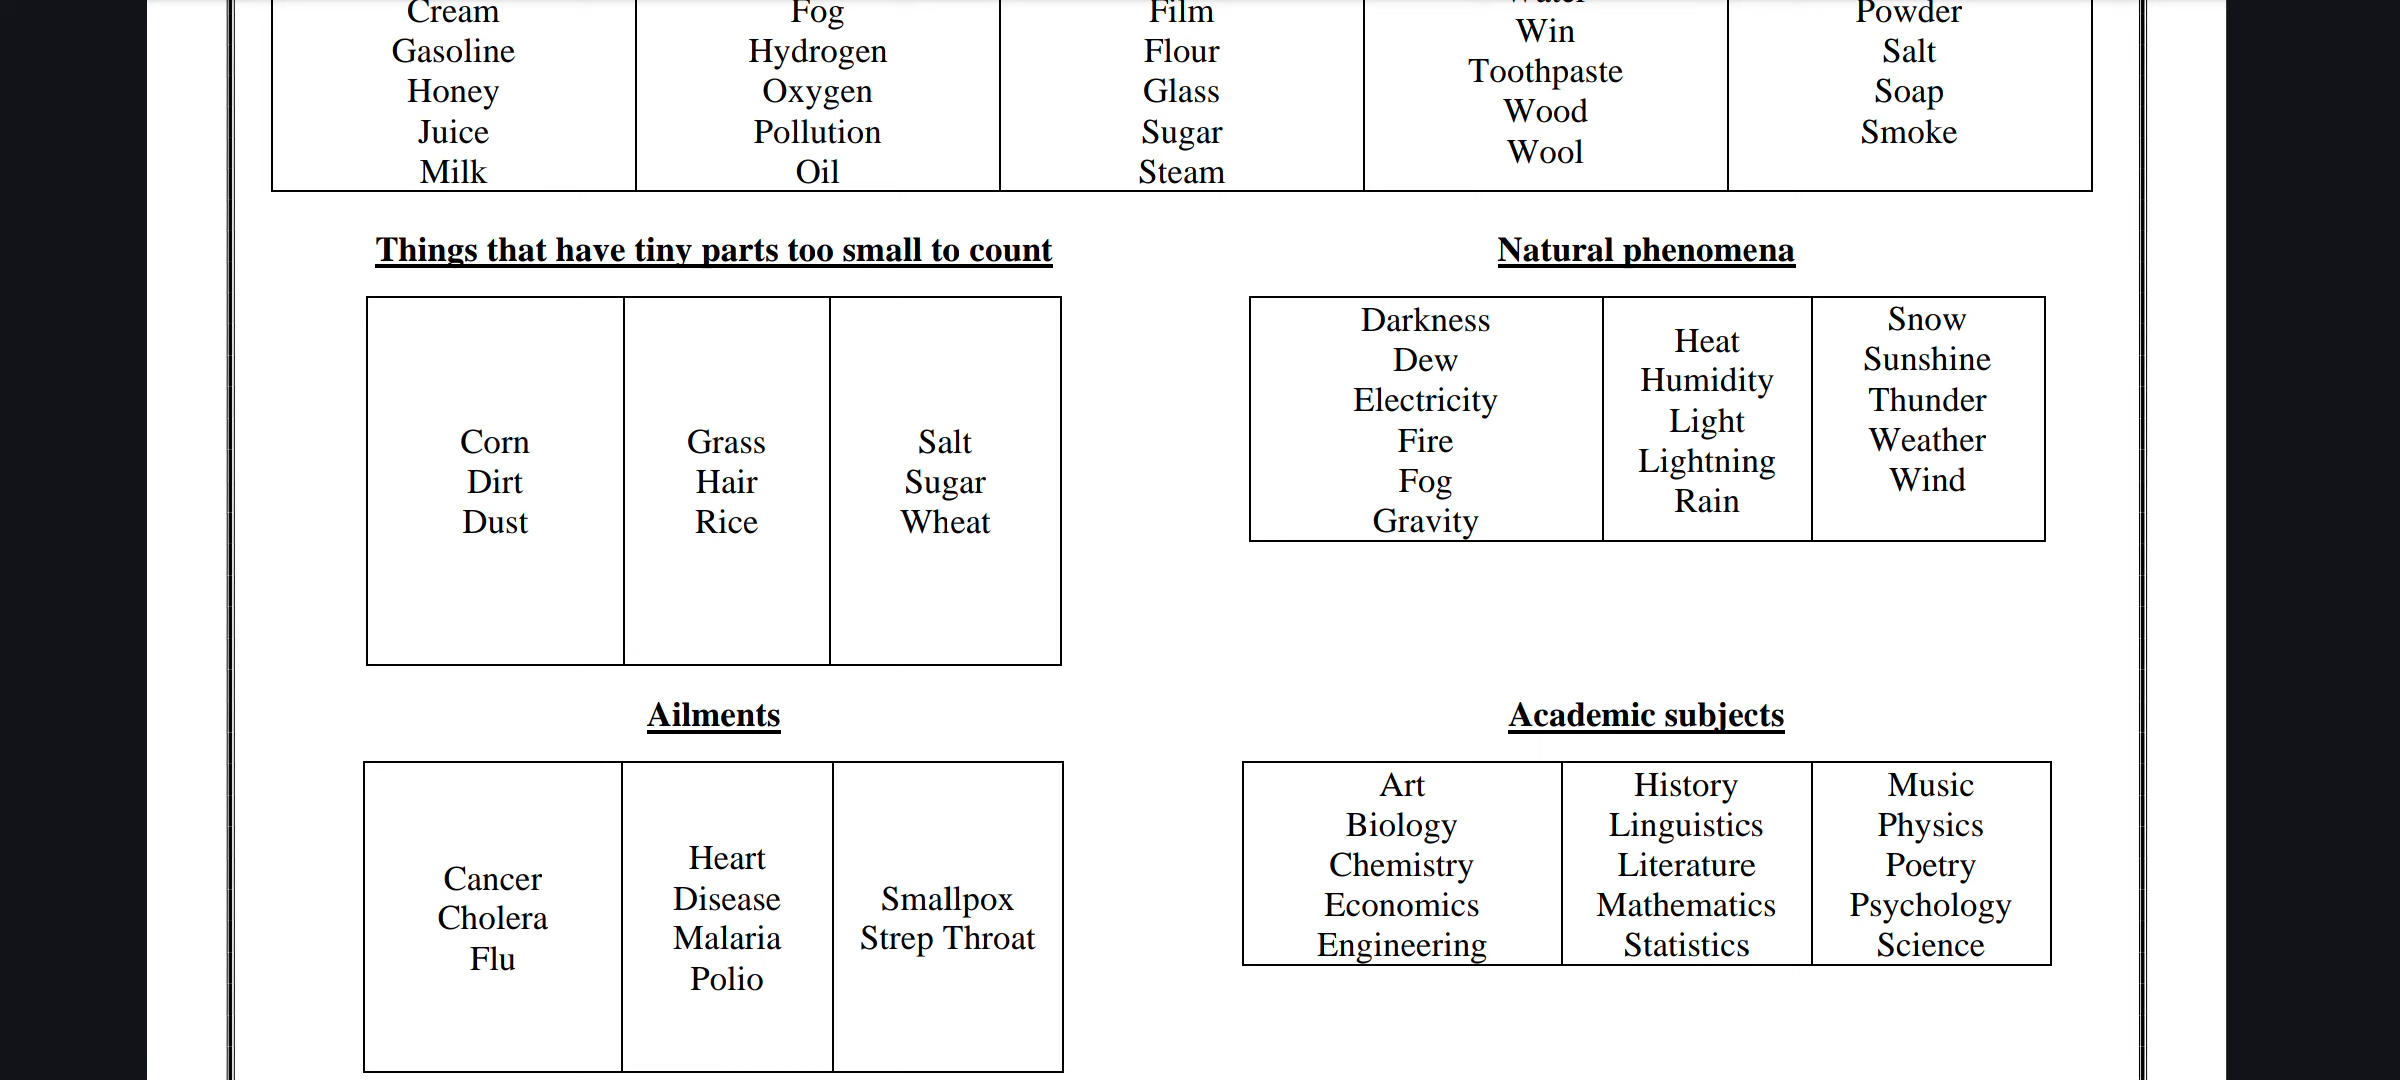 Cream
Gasoline
Honey
Juice
Milk
Fog
Hydrogen
Oxygen
Pollution
Oil
Film
Flour
Glass
Sugar
Steam
Win
Toothpaste
Wood
Wool
Powder
Salt
Soap
Smoke
Things that have tiny parts too small to count
Corn
Dirt
Dust
Grass
Hair
Rice
Salt
Sugar
Wheat
Natural phenomena
Darkness
Dew
Electricity
Fire
Fog
Gravity
Heat
Humidity
Light
Lightning
Rain
Snow
Sunshine
Thunder
Weather
Wind
Ailments
Cancer
Cholera
Flu
Heart
Disease
Malaria
Polio
Smallpox
Strep Throat
Academic subjects
Art
Biology
Chemistry
Economics
Engineering
History
Linguistics
Literature
Mathematics
Statistics
Music
Physics
Poetry
Psychology
Science